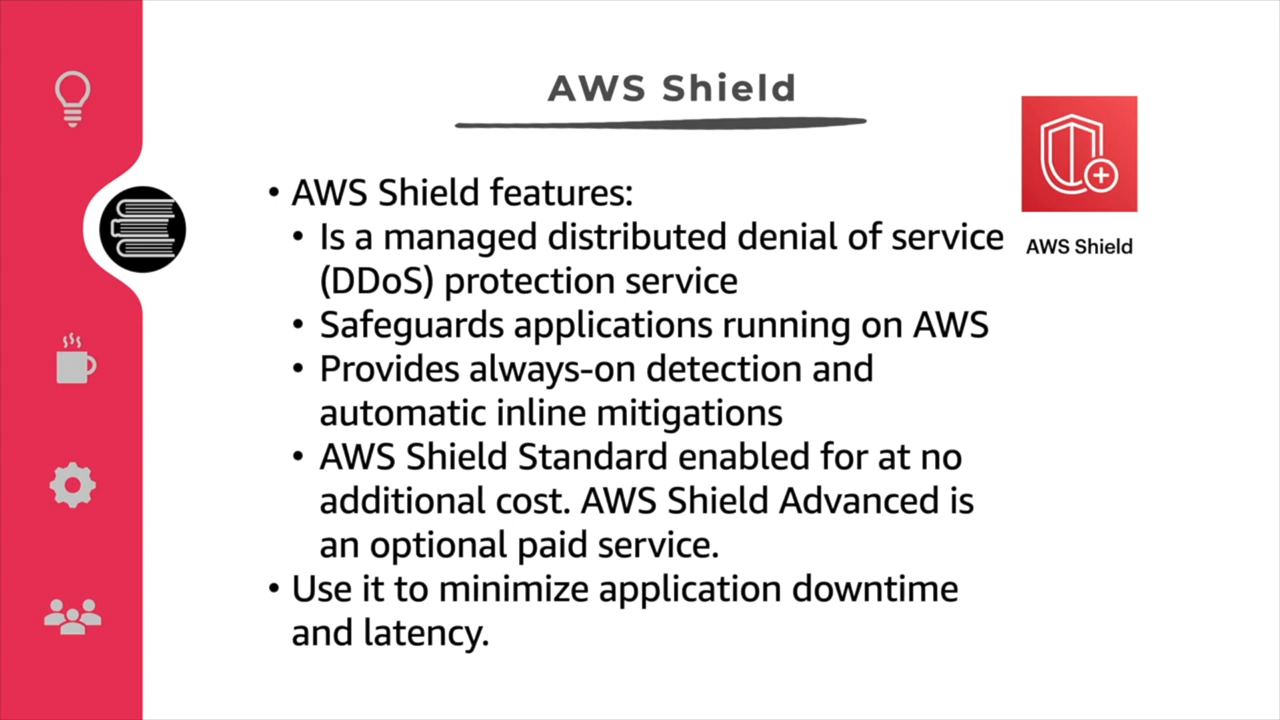 AWS Shield
• AWS Shield features:
• Is a managed distributed denial of service
(DDoS) protection service
• Safeguards applications running on AWS
• Provides always-on detection and
automatic inline mitigations
• AWS Shield Standard enabled for at no
additional cost. AWS Shield Advanced is
an optional paid service.
• Use it to minimize application downtime
and latency.
AWS Shield